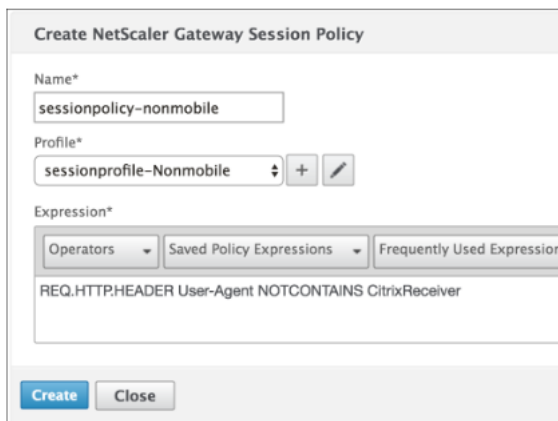 Create NetScaler Gateway Session Policy
Name*
sessionpolicy-nonmobile
Profile*
sessionprofile-Nonmobile +
Expression*
Operators Saved Policy Expressions Frequently Used Expression
REQ.HTTP.HEADER User-Agent NOTCONTAINS CitrixReceiver
Create Close